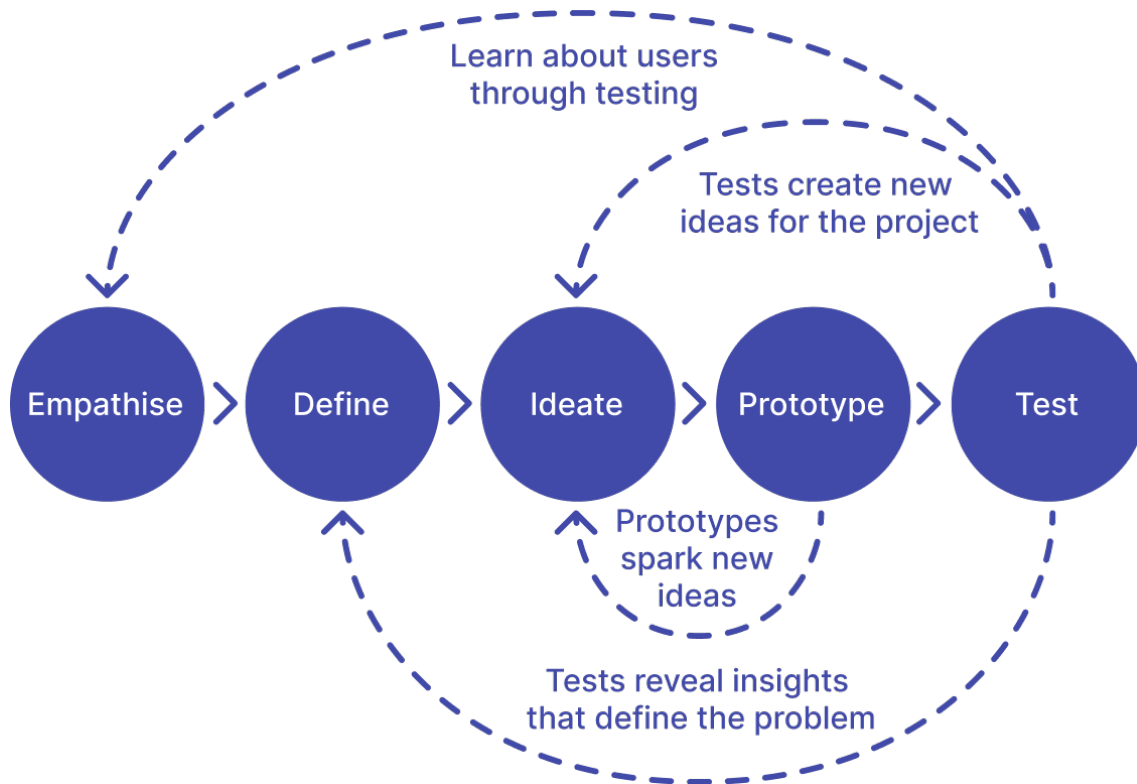 Learn about users
through testing
Tests create new
ideas for the project
Empathise
Define
Ideate
Prototype
Test
Prototypes
spark new
ideas
Tests reveal insights
that define the problem